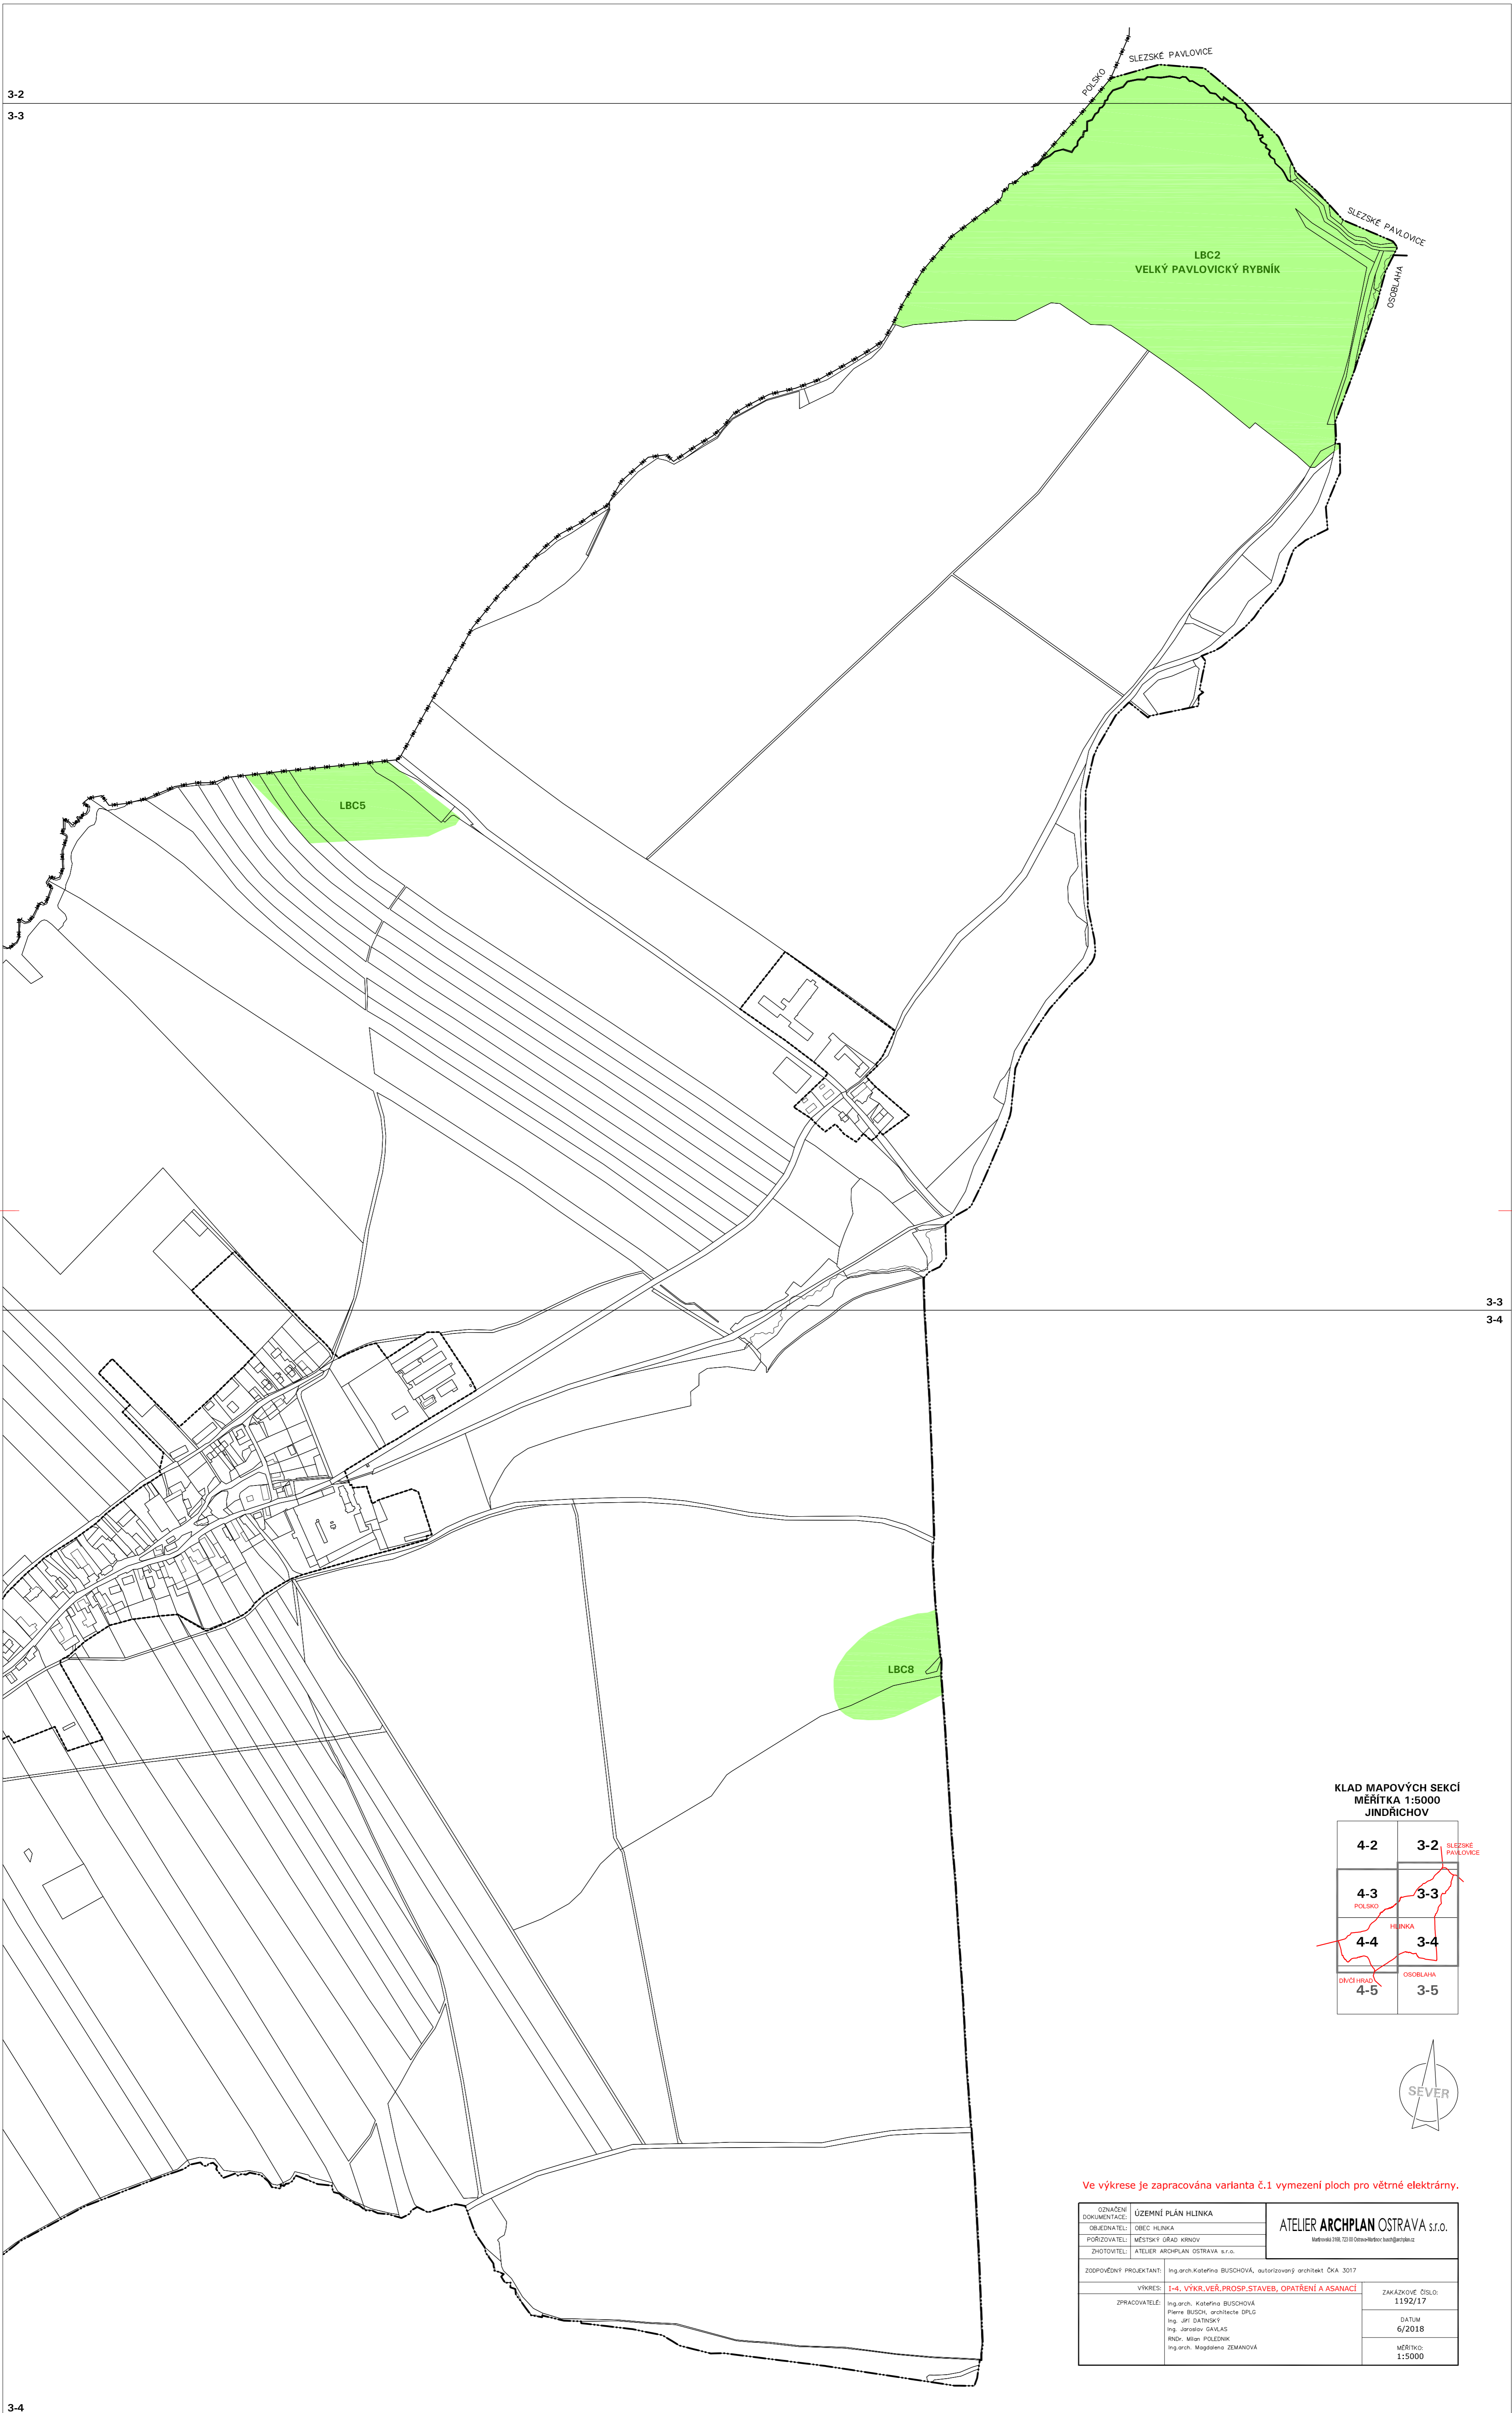 SLEZSKÉ PAVLOVICE
POLSKO
3-2
3-3
SLEZSKÉ PAVLOVICE
LBC2
VELKÝ PAVLOVICKÝ RYBNÍK
OSOBLAHA
LBC5
3-3
3-4
LBC8
KLAD MAPOVÝCH SEKCÍ
MĚŘÍTKA 1:5000
JINDŘICHOV
4-2
3-2
SLEZSKÉ
PAVLOVICE
4-3
3-3
POLSKO
HLINKA
4-4
3-4
DÍVČÍ HRAD
OSOBLAHA
4-5
3-5
SEVER
Ve výkrese je zapracována varianta č.1 vymezení ploch pro větrné elektrárny.
OZNAČENÍ
DOKUMENTACE:
ÚZEMNÍ PLÁN HLINKA
OBJEDNATEL:
OBEC HLINKA
POŘIZOVATEL:
MĚSTSKÝ ÚŘAD KRNOV
ZHOTOVITEL:
ATELIER ARCHPLAN OSTRAVA s.r.o.
ATELIER ARCHPLAN OSTRAVA s.r.o.
ZODPOVĚDNÝ PROJEKTANT:
Ing.arch.Kateřina BUSCHOVÁ, autorizovaný architekt ČKA 3017
VÝKRES:
I-4. VÝKR.VEŘ.PROSP.STAVEB, OPATŘENÍ A ASANACÍ
ZPRACOVATELÉ:
Ing.arch. Kateřina BUSCHOVÁ
Pierre BUSCH, architecte DPLG
Ing. Jiří DATINSKÝ
Ing. Jaroslav GAVLAS
RNDr. Milan POLEDNIK
Ing.arch. Magdalena ZEMANOVÁ
ZAKÁZKOVÉ ČÍSLO:
1192/17
DATUM
6/2018
MĚŘÍTKO:
1:5000
3-4